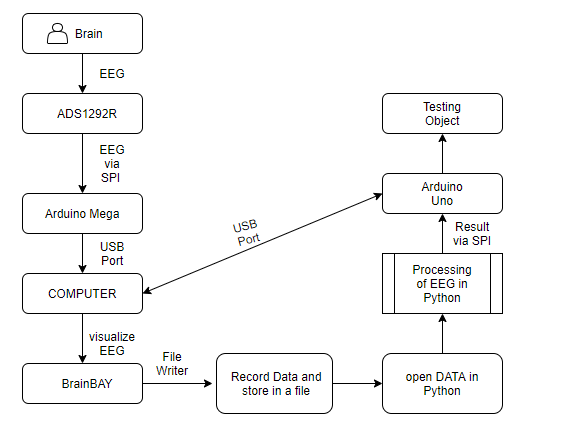 Brain
EEG
ADS1292R
EEG
via
SPI
Arduino Mega
USB
Port
COMPUTER
visualize
EEG
BrainBAY
File
Writer
Record Data and
store in a file
open DATA in
Python
Processing
of EEG in
Python
Result
via SPI
Arduino
Uno
Testing
Object
USB
Port